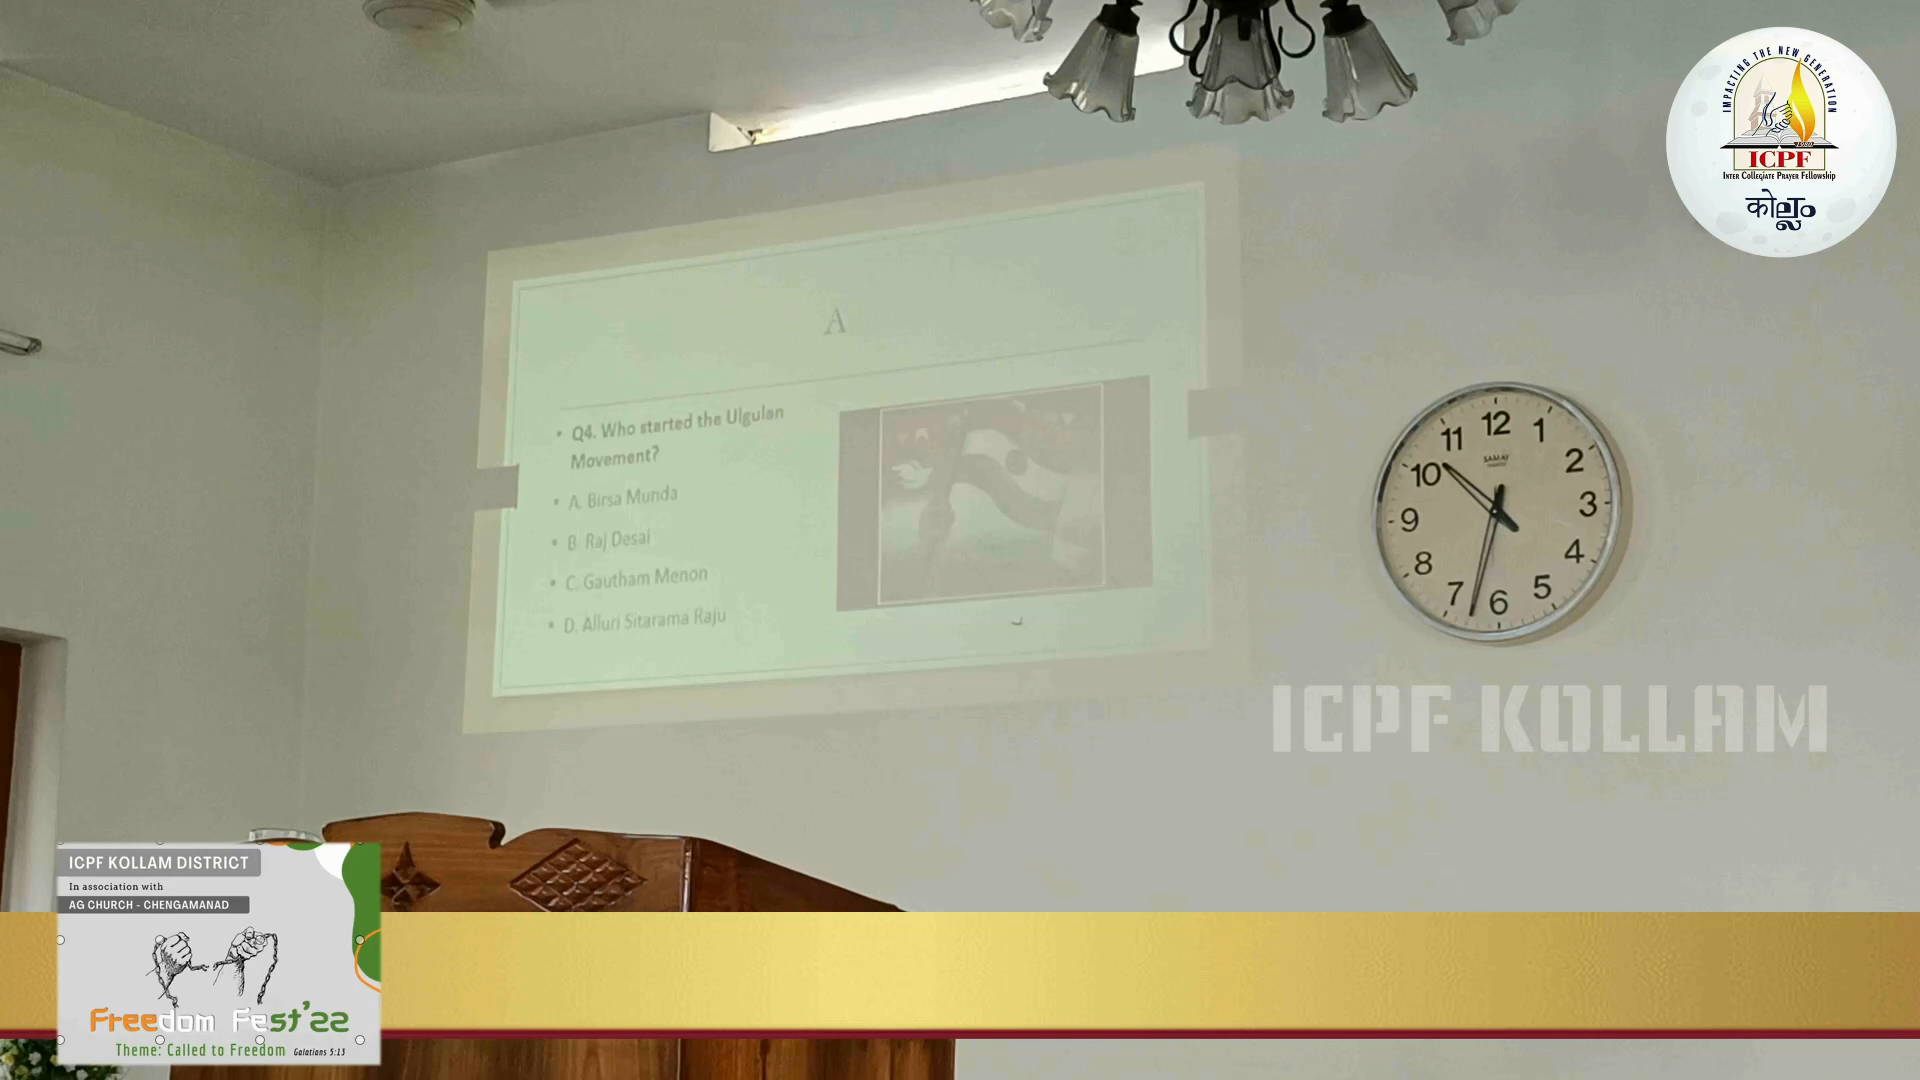 IMPACTING THE NEW GENERATION
ICPF
INTER COLLEGIATE PRAYER FELLOWSHIP
कोല്ലം
A
• Q4. Who started the Ulgulan
Movement?
• A. Birsa Munda
• B. Raj Desai
• C. Gautham Menon
• D. Alluri Sitarama Raju
12
1
2
3
4
5
6
7
8
9
10
11
SAMAY
ICPF KOLLAM
ICPF KOLLAM DISTRICT
In association with
AG CHURCH - CHENGAMANAD
Freedom Fest'22
Theme: Called to Freedom Galatians 5:13